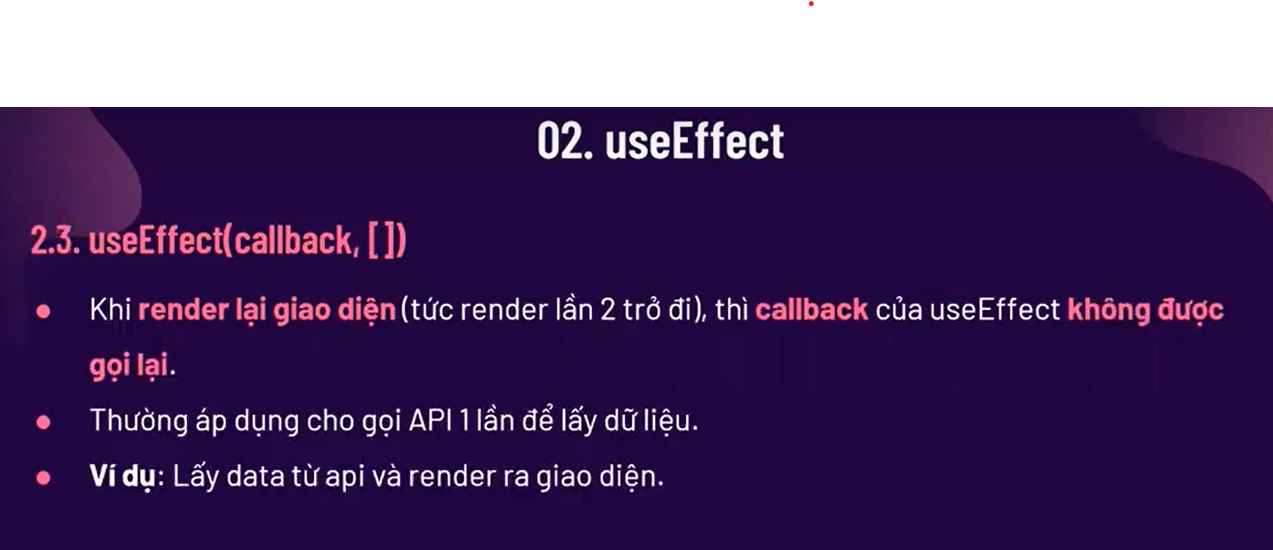 02. useEffect
2.3. useEffect(callback, [ ])
Khi render lại giao diện (tức render lần 2 trở đi), thì callback của useEffect không được
gọi lại.
Thường áp dụng cho gọi API 1 lần để lấy dữ liệu.
Ví dụ: Lấy data từ api và render ra giao diện.